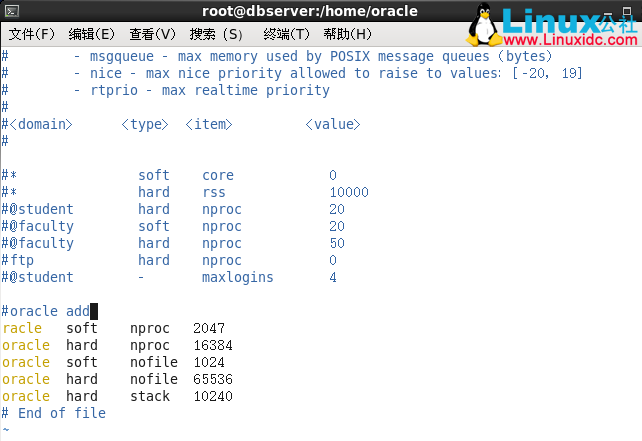 root@dbserver:/home/oracle
Linux公社
www.Linuxidc.com
文件(F) 编辑(E) 查看(V) 搜索 (S) 终端(T) 帮助(H)
# - msgqueue - max memory used by POSIX message queues (bytes)
# - nice - max nice priority allowed to raise to values: [-20, 19]
# - rtprio - max realtime priority
#
#<domain> <type> <item> <value>
#
#* soft core 0
#* hard rss 10000
#@student hard nproc 20
#@faculty soft nproc 20
#@faculty hard nproc 50
#ftp hard nproc 0
#@student - maxlogins 4
#oracle add
racle soft nproc 2047
oracle hard nproc 16384
oracle soft nofile 1024
oracle hard nofile 65536
oracle hard stack 10240
# End of file
~